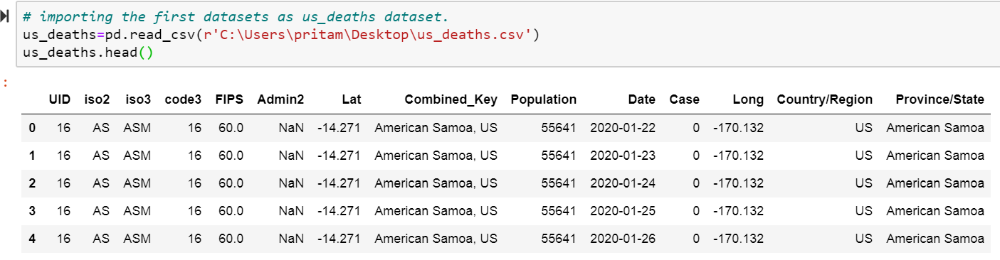 # importing the first datasets as us_deaths dataset.
us_deaths=pd.read_csv(r'C:\Users\pritam\Desktop\us_deaths.csv')
us_deaths.head()
:
UID iso2 iso3 code3 FIPS Admin2 Lat Combined_Key Population Date Case Long Country/Region Province/State
0 16 AS ASM 16 60.0 NaN -14.271 American Samoa, US 55641 2020-01-22 0 -170.132 US American Samoa
1 16 AS ASM 16 60.0 NaN -14.271 American Samoa, US 55641 2020-01-23 0 -170.132 US American Samoa
2 16 AS ASM 16 60.0 NaN -14.271 American Samoa, US 55641 2020-01-24 0 -170.132 US American Samoa
3 16 AS ASM 16 60.0 NaN -14.271 American Samoa, US 55641 2020-01-25 0 -170.132 US American Samoa
4 16 AS ASM 16 60.0 NaN -14.271 American Samoa, US 55641 2020-01-26 0 -170.132 US American Samoa